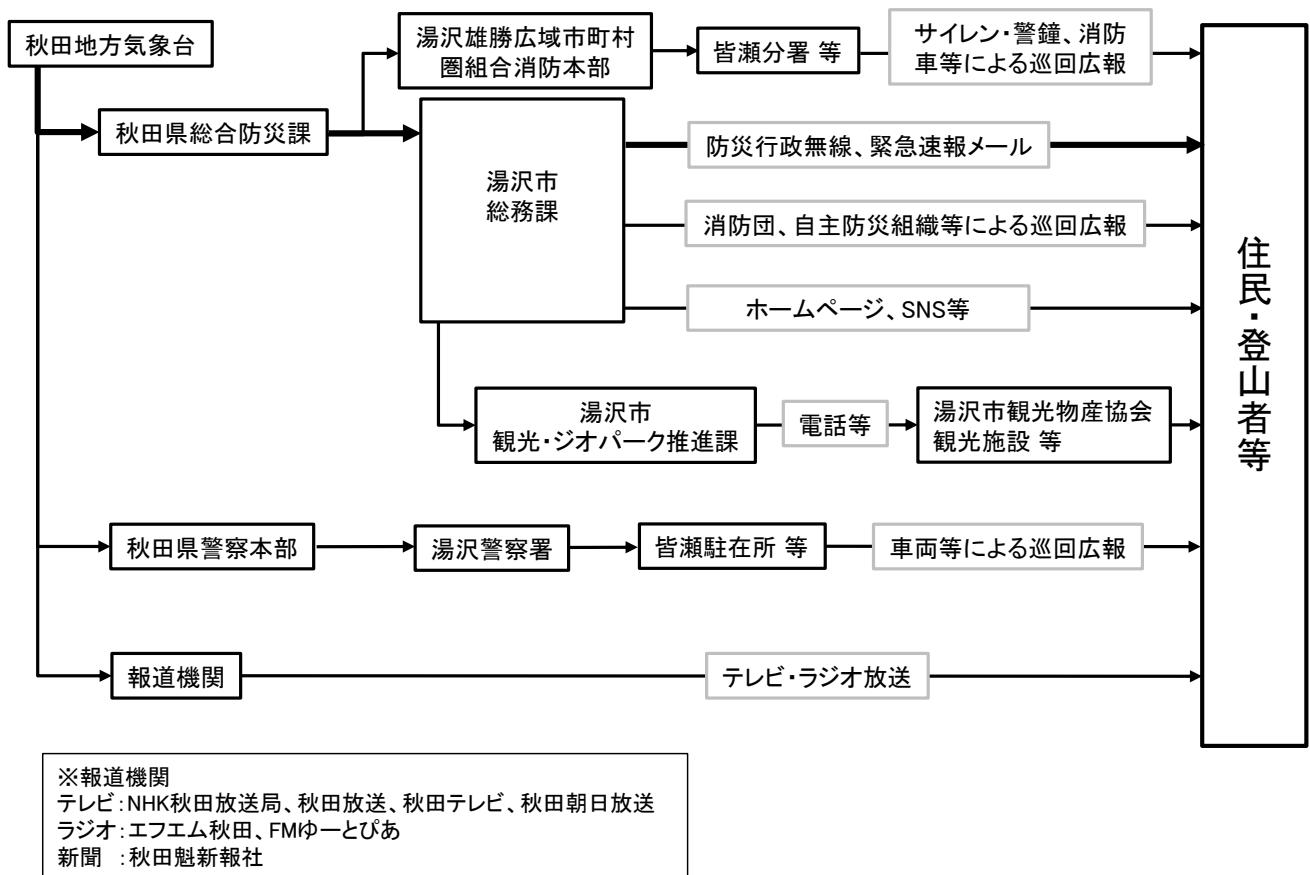 秋田地方気象台
湯沢雄勝広域市町村
圏組合消防本部
皆瀬分署 等
サイレン・警鐘、消防
車等による巡回広報
秋田県総合防災課
湯沢市
総務課
防災行政無線、緊急速報メール
消防団、自主防災組織等による巡回広報
ホームページ、SNS等
湯沢市
観光・ジオパーク推進課
電話等
湯沢市観光物産協会
観光施設 等
秋田県警察本部
湯沢警察署
皆瀬駐在所 等
車両等による巡回広報
報道機関
テレビ・ラジオ放送
住民・登山者等
※報道機関
テレビ:NHK秋田放送局、秋田放送、秋田テレビ、秋田朝日放送
ラジオ:エフエム秋田、FMゆーとぴあ
新聞 :秋田魁新報社